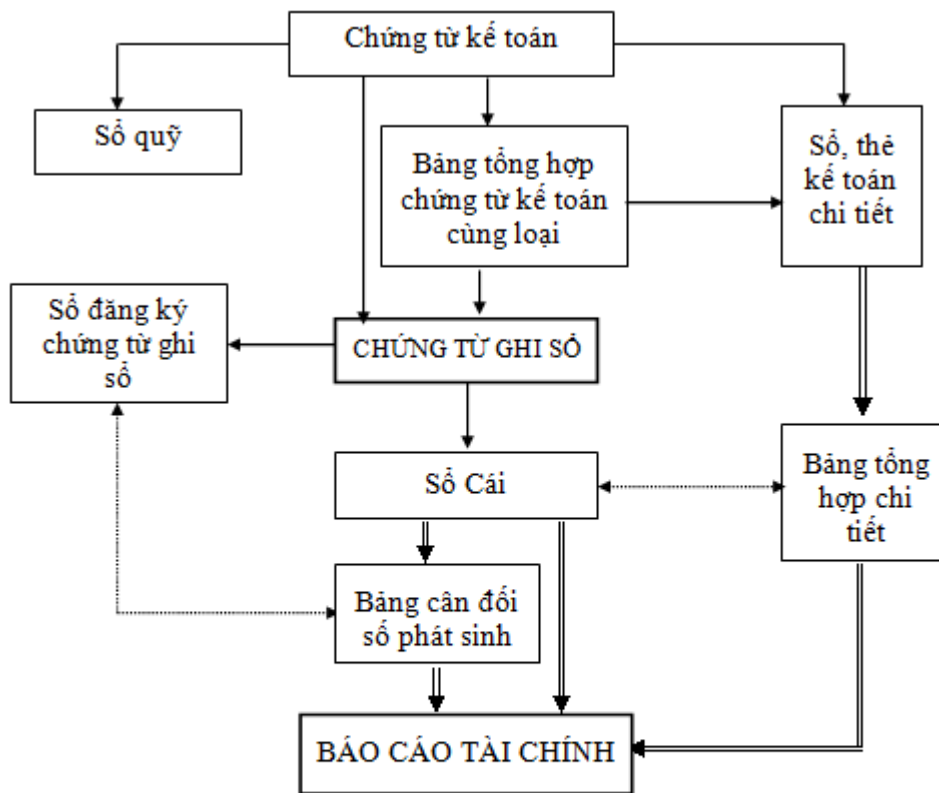 Chứng từ kế toán
Sổ quỹ
Bảng tổng hợp
chứng từ kế toán
cùng loại
Sổ, thẻ
kế toán
chi tiết
Sổ đăng ký
chứng từ ghi
sổ
CHỨNG TỪ GHI SỔ
Sổ Cái
Bảng tổng
hợp chi
tiết
Bảng cân đối
số phát sinh
BÁO CÁO TÀI CHÍNH